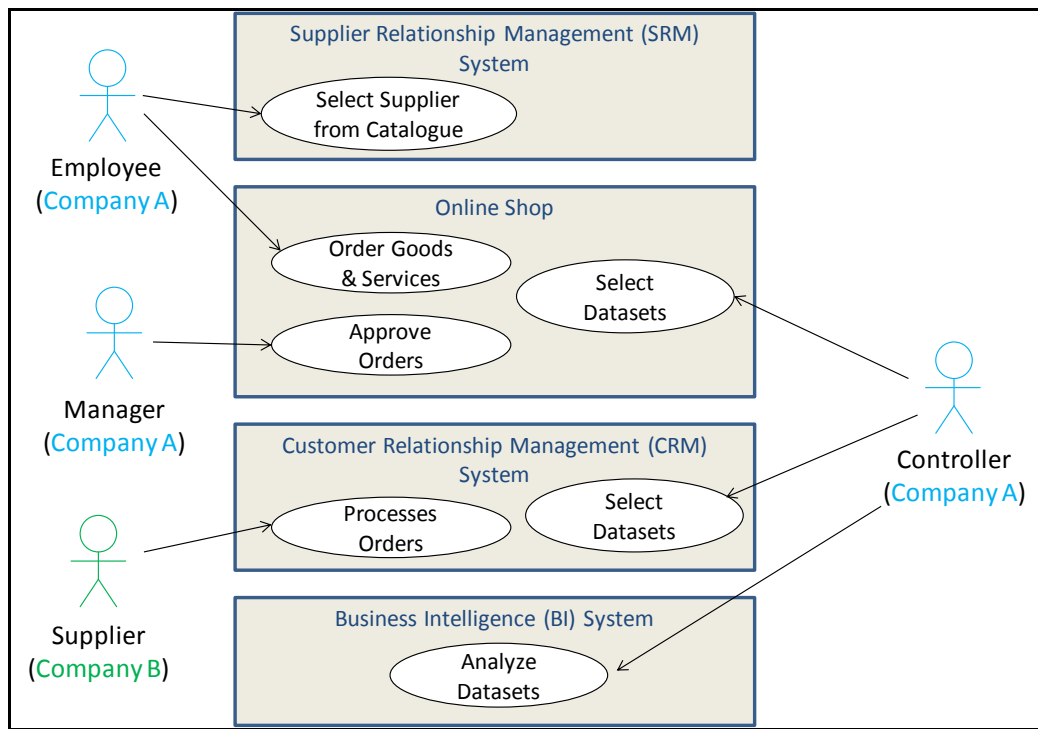 Supplier Relationship Management (SRM)
System
Select Supplier
from Catalogue
Employee
(Company A)
Online Shop
Order Goods
& Services
Select
Datasets
Approve
Orders
Manager
(Company A)
Customer Relationship Management (CRM)
System
Processes
Orders
Select
Datasets
Controller
(Company A)
Supplier
(Company B)
Business Intelligence (BI) System
Analyze
Datasets